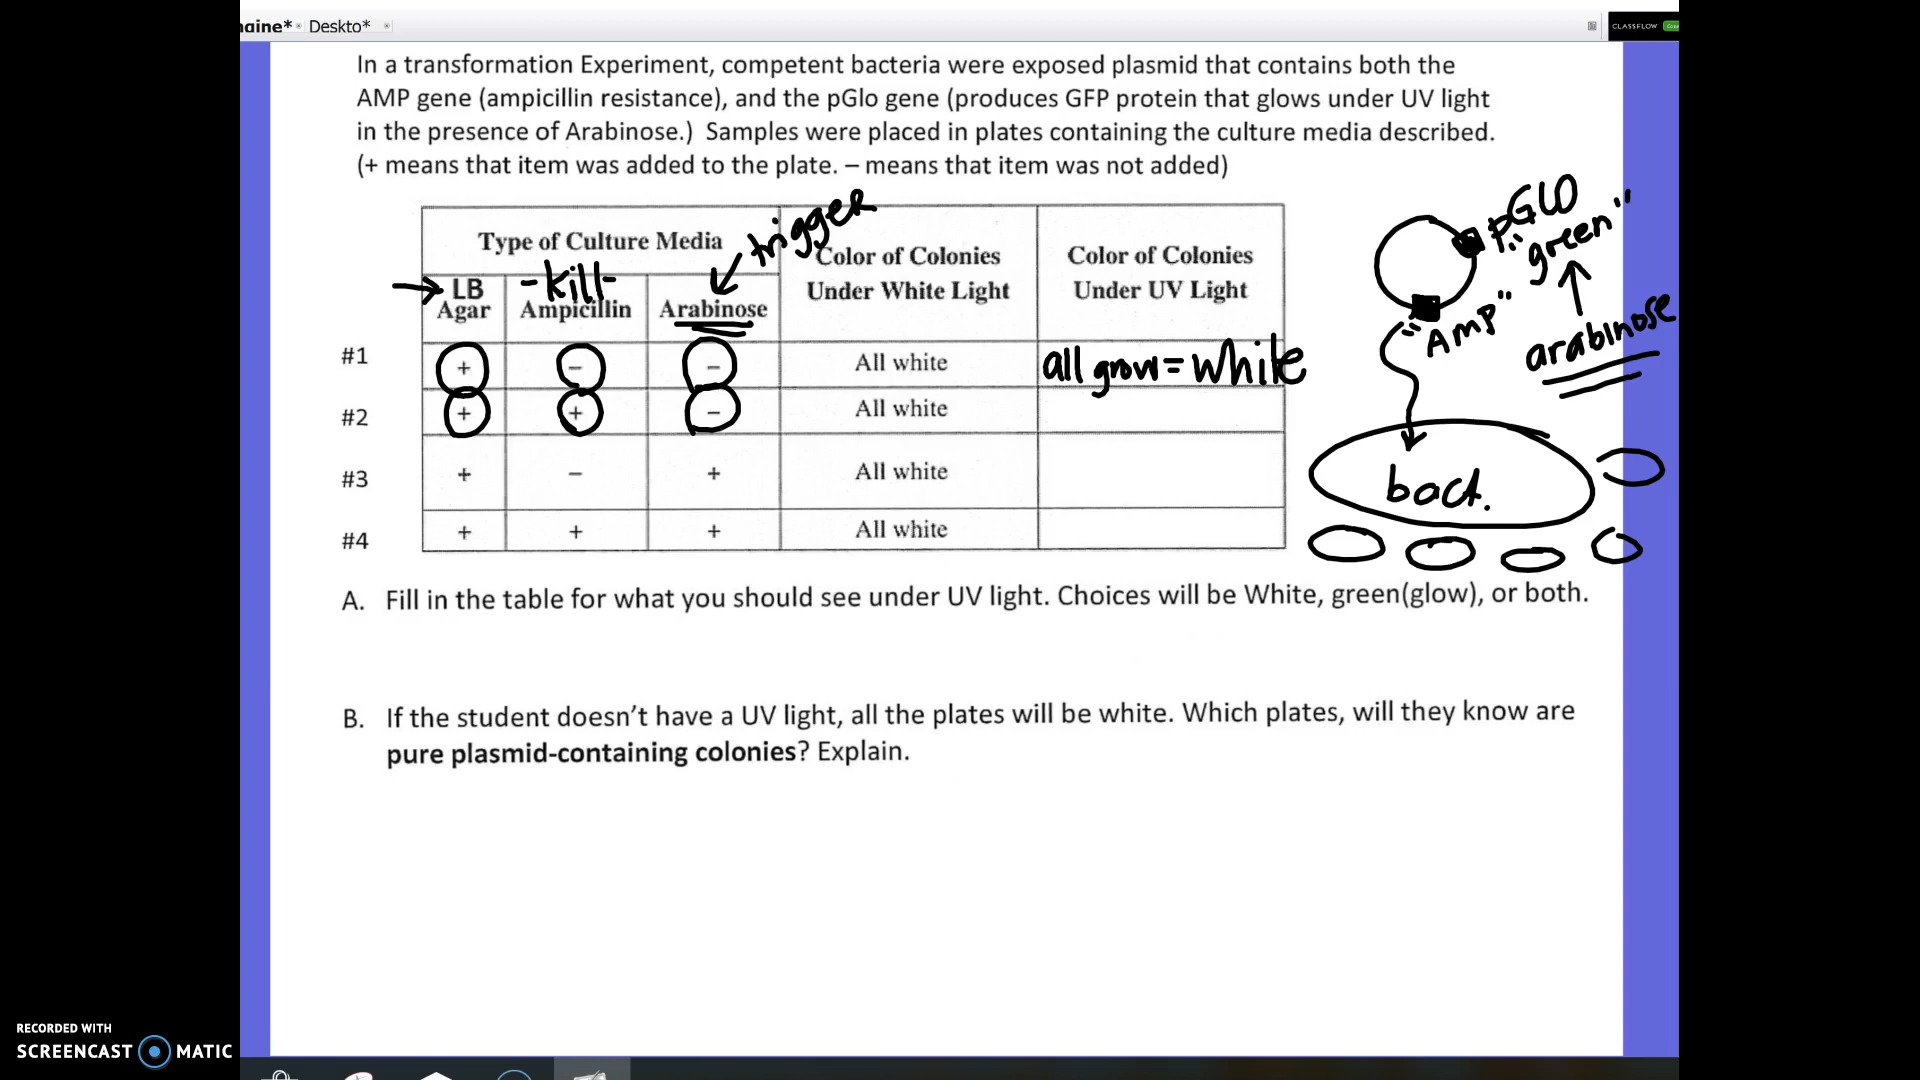 naine* Deskto*
CLASSFLOW
In a transformation Experiment, competent bacteria were exposed plasmid that contains both the
AMP gene (ampicillin resistance), and the pGlo gene (produces GFP protein that glows under UV light
in the presence of Arabinose.) Samples were placed in plates containing the culture media described.
(+ means that item was added to the plate. – means that item was not added)
trigger
Type of Culture Media
Color of Colonies
Under White Light
Color of Colonies
Under UV Light
LB
Agar
-kill-
Ampicillin
Arabinose
#1 + – – All white all grow = white
#2 + + – All white
#3 + – + All white
#4 + + + All white
pGLO
"green"
"Amp"
arabinose
bact.
A. Fill in the table for what you should see under UV light. Choices will be White, green(glow), or both.
B. If the student doesn't have a UV light, all the plates will be white. Which plates, will they know are
pure plasmid-containing colonies? Explain.
RECORDED WITH
SCREENCAST MATIC